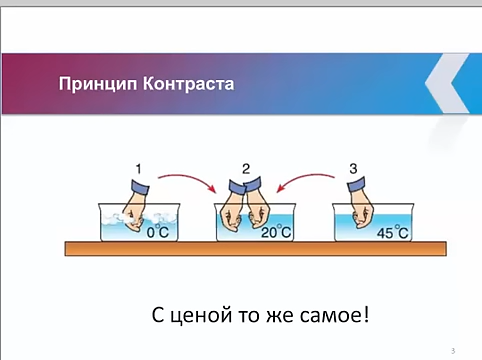 Принцип Контраста
1 2 3
0°C 20°C 45°C
С ценой то же самое!
3